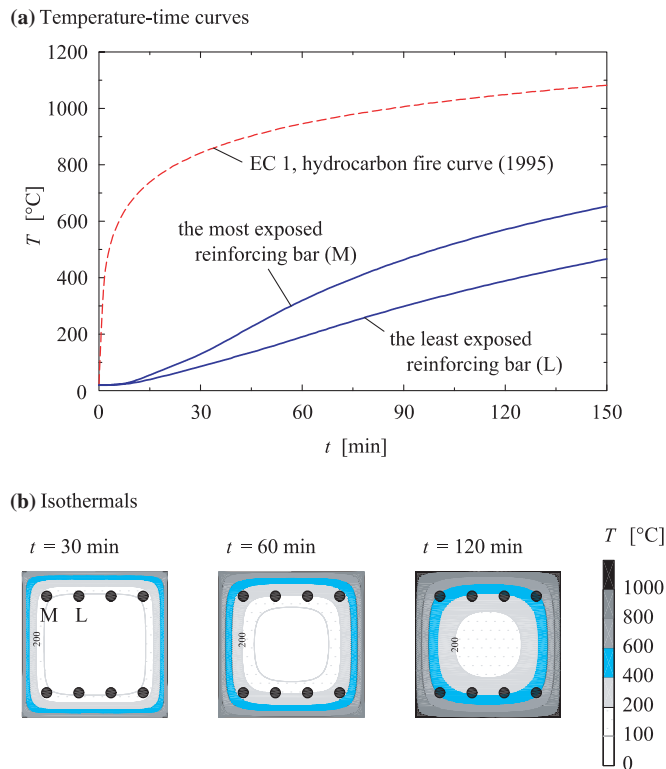 (a) Temperature-time curves
1200
1000
800
600
400
200
0
T [°C]
EC 1, hydrocarbon fire curve (1995)
the most exposed
reinforcing bar (M)
the least exposed
reinforcing bar (L)
0 30 60 90 120 150
t [min]
(b) Isothermals
t = 30 min
t = 60 min
t = 120 min
T [°C]
M L
200
200
200
1000
800
600
400
200
100
0